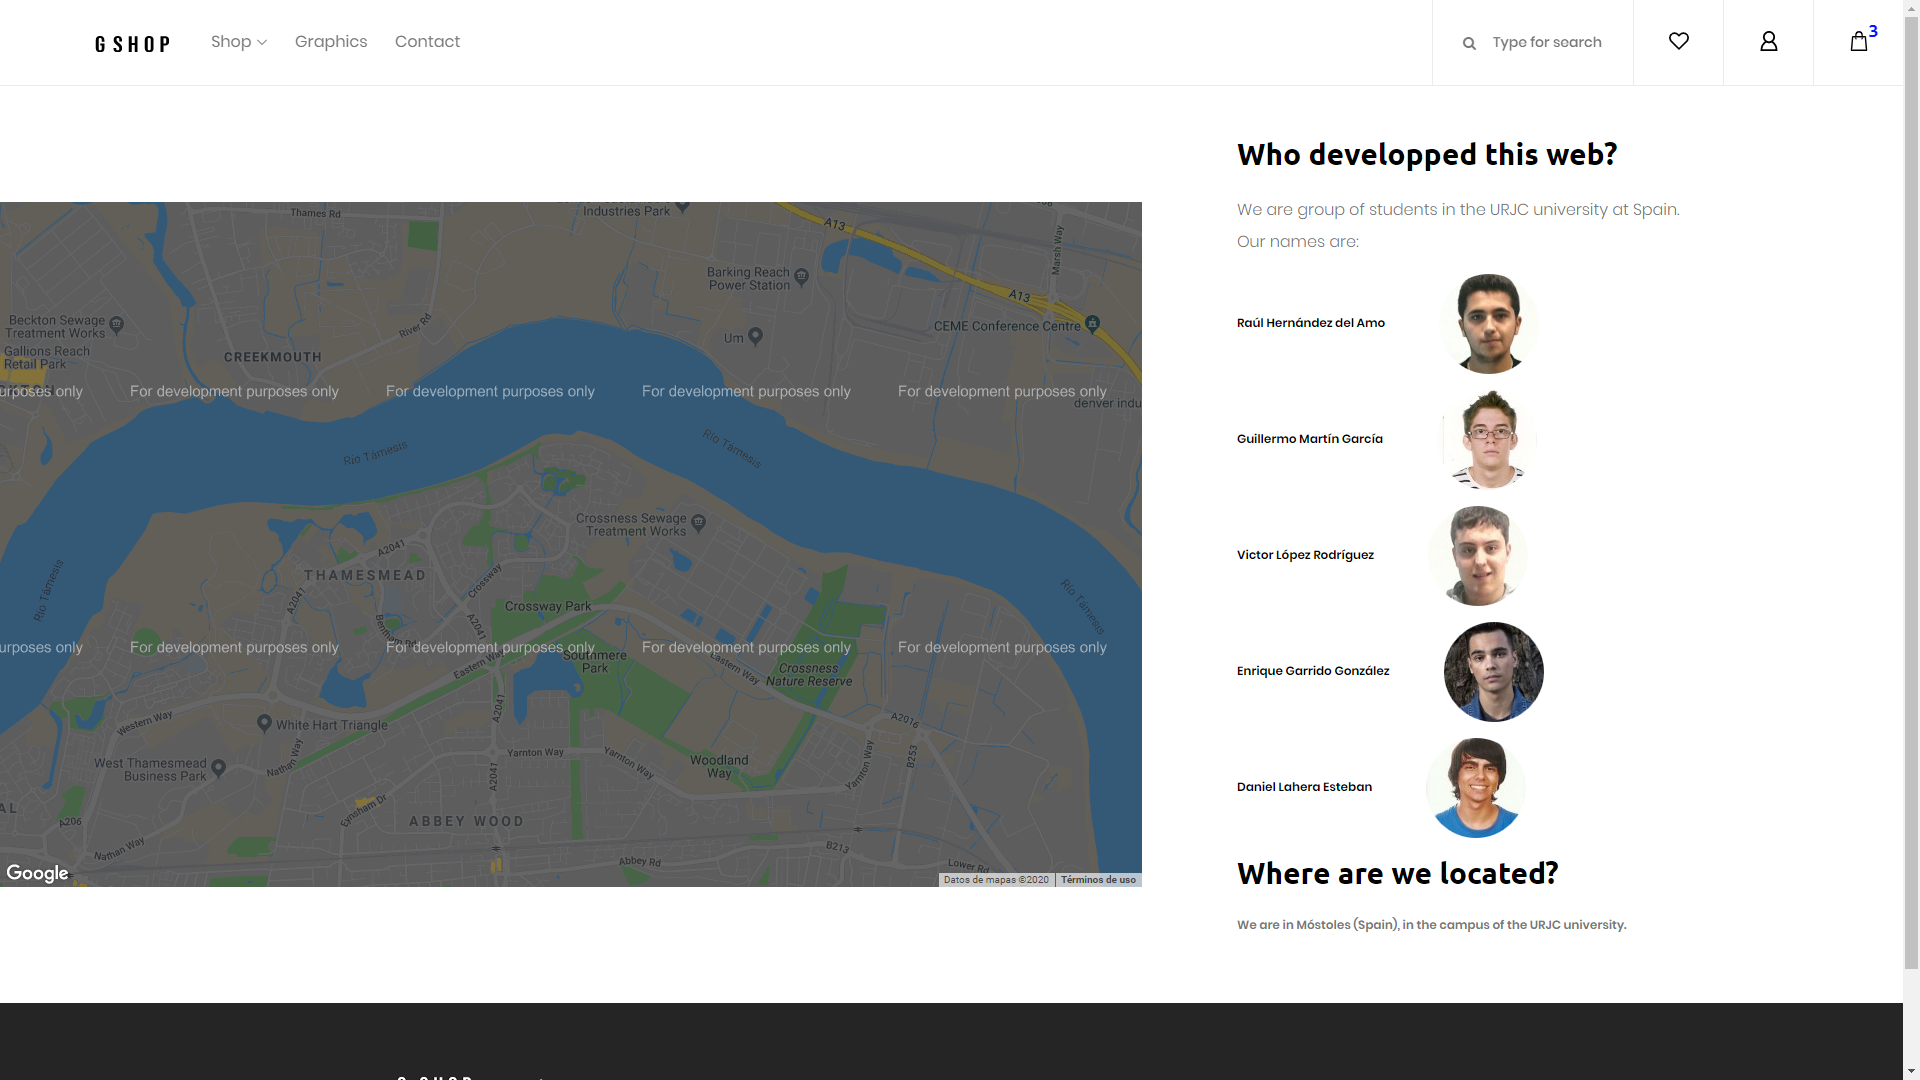 G SHOP
Shop
Graphics
Contact
Type for search
3
Who developped this web?
We are group of students in the URJC university at Spain.
Our names are:
Raúl Hernández del Amo
Guillermo Martín García
Victor López Rodríguez
Enrique Garrido González
Daniel Lahera Esteban
Where are we located?
We are in Móstoles (Spain), in the campus of the URJC university.
Thames Rd
Industries Park
A13
Marsh Way
Barking Reach
Power Station
A13
Beckton Sewage
Treatment Works
River Rd
CEME Conference Centre
Um
Gallions Reach
Retail Park
CREEKMOUTH
urposes only
For development purposes only
For development purposes only
For development purposes only
For development purposes only
denver indu
Río Támesis
Río Támesis
Crossness Sewage
Treatment Works
A2041
THAMESMEAD
Crossway
Río Támesis
Río Támesis
A2041
Crossway Park
Bentham Rd
A2041
urposes only
For development purposes only
For development purposes only
For development purposes only
For development purposes only
Southmere
Park
Eastern Way
Eastern Way
Crossness
Nature Reserve
A2041
Western Way
White Hart Triangle
A2016
Yarnton Way
Yarnton Way
B253
Yarnton Way
West Thamesmead
Business Park
Nathan Way
Woodland
Way
A2041
Eynsham Dr
AL
A206
ABBEY WOOD
Nathan Way
B213
Abbey Rd
Lower Rd
Google
Datos de mapas ©2020
Términos de uso